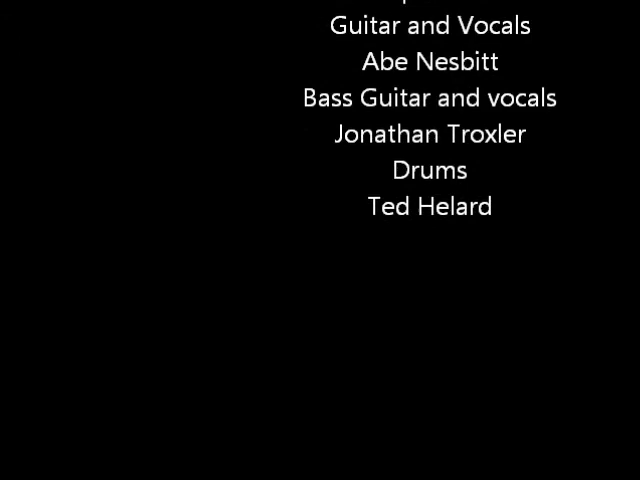 Guitar and Vocals
Abe Nesbitt
Bass Guitar and vocals
Jonathan Troxler
Drums
Ted Helard